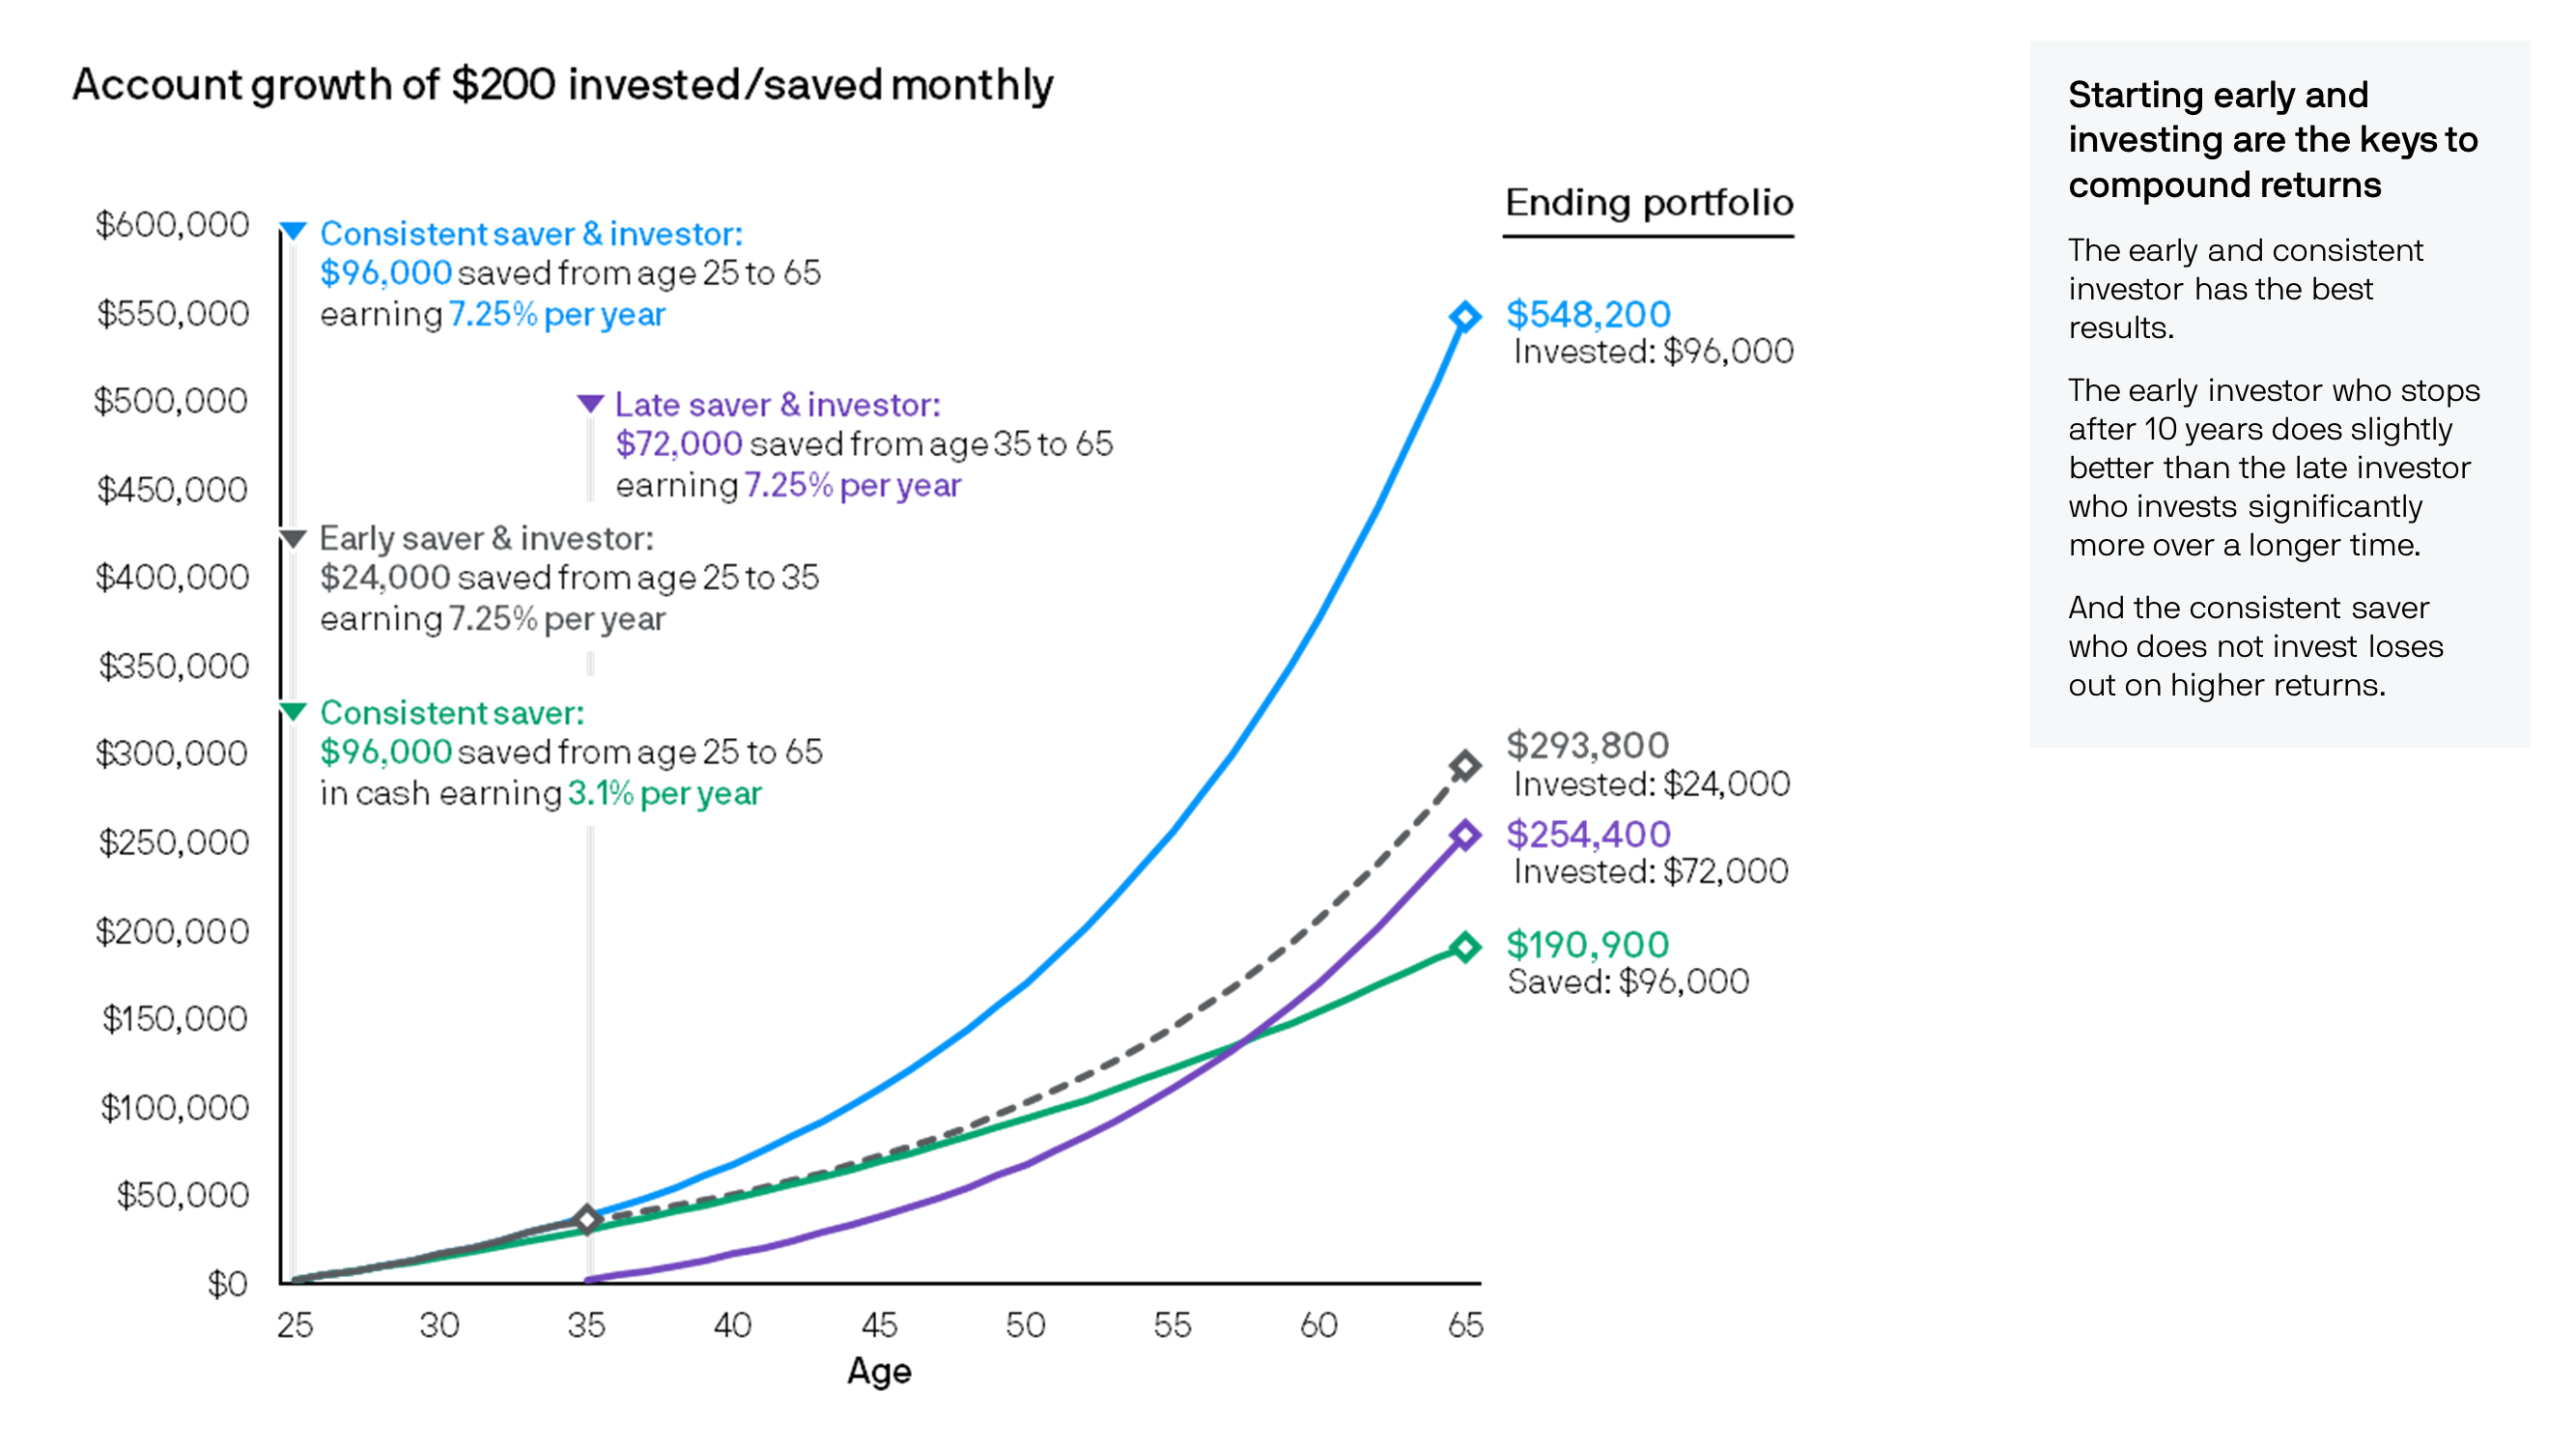 Account growth of $200 invested/saved monthly
$600,000
$550,000
$500,000
$450,000
$400,000
$350,000
$300,000
$250,000
$200,000
$150,000
$100,000
$50,000
$0
25
30
35
40
45
50
55
60
65
Age
Consistent saver & investor:
$96,000 saved from age 25 to 65
earning 7.25% per year
Late saver & investor:
$72,000 saved from age 35 to 65
earning 7.25% per year
Early saver & investor:
$24,000 saved from age 25 to 35
earning 7.25% per year
Consistent saver:
$96,000 saved from age 25 to 65
in cash earning 3.1% per year
Ending portfolio
$548,200
Invested: $96,000
$293,800
Invested: $24,000
$254,400
Invested: $72,000
$190,900
Saved: $96,000
Starting early and
investing are the keys to
compound returns
The early and consistent
investor has the best
results.
The early investor who stops
after 10 years does slightly
better than the late investor
who invests significantly
more over a longer time.
And the consistent saver
who does not invest loses
out on higher returns.